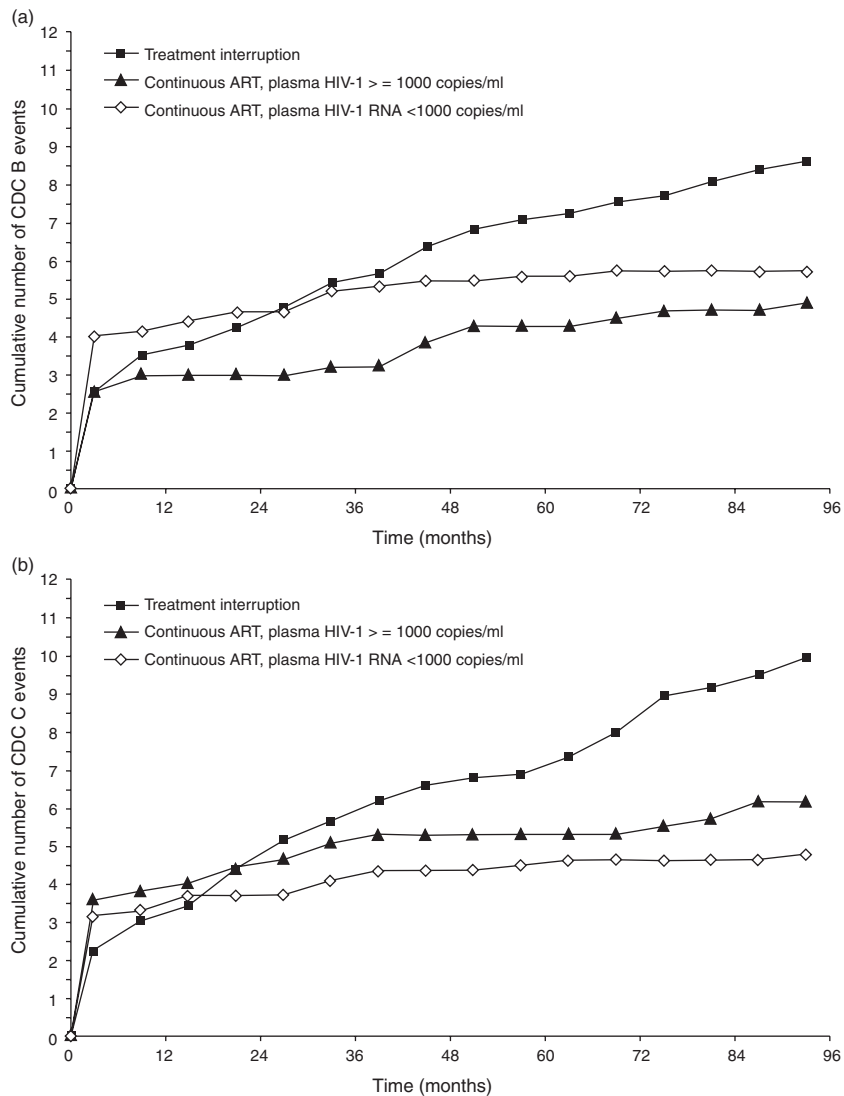 (a)
12
11
10
9
8
7
6
5
4
3
2
1
0
Cumulative number of CDC B events
Treatment interruption
Continuous ART, plasma HIV-1 > = 1000 copies/ml
Continuous ART, plasma HIV-1 RNA <1000 copies/ml
0 12 24 36 48 60 72 84 96
Time (months)
(b)
12
11
10
9
8
7
6
5
4
3
2
1
0
Cumulative number of CDC C events
Treatment interruption
Continuous ART, plasma HIV-1 > = 1000 copies/ml
Continuous ART, plasma HIV-1 RNA <1000 copies/ml
0 12 24 36 48 60 72 84 96
Time (months)